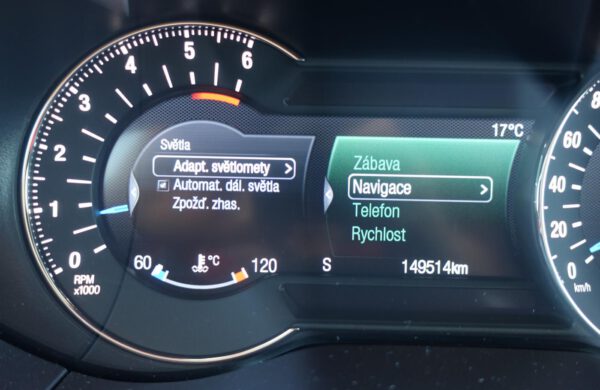 6
5
4
3
2
1
0
RPM
x1000
Světla
Adapt. světlomety
Automat. dál. světla
Zpožď. zhas.
60
°C
120
17°C
Zábava
Navigace
Telefon
Rychlost
S
149514km
80
60
40
20
0
km/h